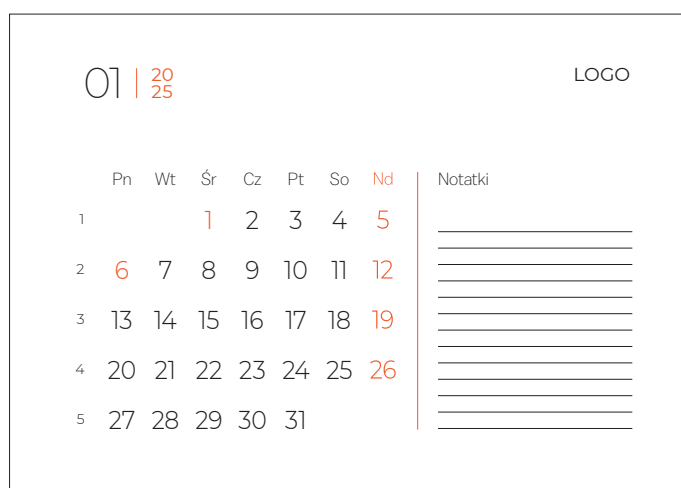 01 | 20
25
LOGO
Pn Wt Śr Cz Pt So Nd
1 1 2 3 4 5
2 6 7 8 9 10 11 12
3 13 14 15 16 17 18 19
4 20 21 22 23 24 25 26
5 27 28 29 30 31
Notatki